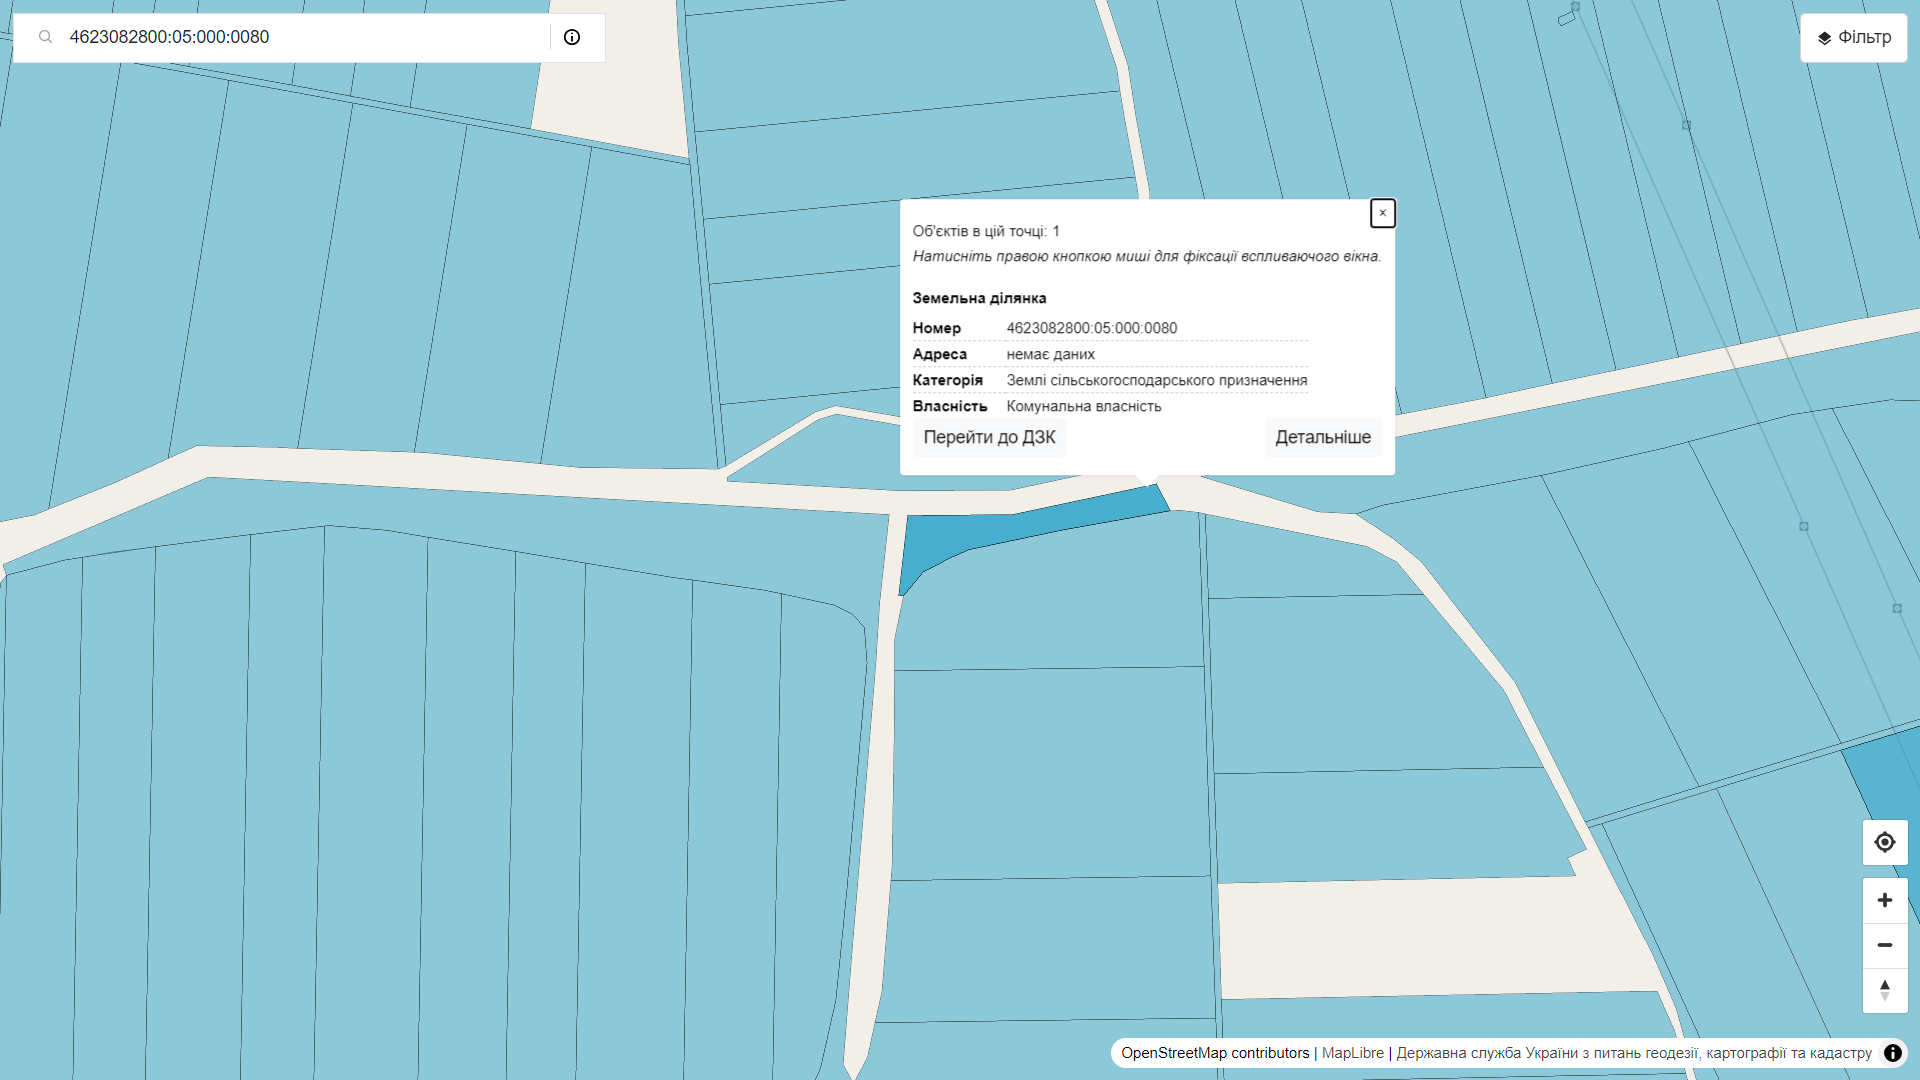 4623082800:05:000:0080
Фільтр
×
Об'єктів в цій точці: 1
Натисніть правою кнопкою миші для фіксації вспливаючого вікна.
Земельна ділянка
Номер 4623082800:05:000:0080
Адреса немає даних
Категорія Землі сільськогосподарського призначення
Власність Комунальна власність
Перейти до ДЗК Детальніше
OpenStreetMap contributors | MapLibre | Державна служба України з питань геодезії, картографії та кадастру